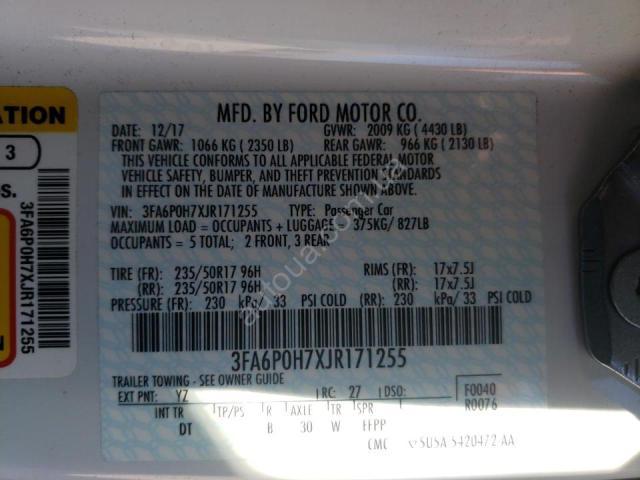 ATION
3
OS.
3FA6P0H7XJR171255
MFD. BY FORD MOTOR CO.
DATE: 12/17 GVWR: 2009 KG ( 4430 LB)
FRONT GAWR: 1066 KG ( 2350 LB) REAR GAWR: 966 KG ( 2130 LB)
THIS VEHICLE CONFORMS TO ALL APPLICABLE FEDERAL MOTOR
VEHICLE SAFETY, BUMPER, AND THEFT PREVENTION STANDARDS
IN EFFECT ON THE DATE OF MANUFACTURE SHOWN ABOVE.
VIN: 3FA6P0H7XJR171255 TYPE: Passenger Car
MAXIMUM LOAD = OCCUPANTS + LUGGAGE = 375KG/ 827LB
OCCUPANTS = 5 TOTAL; 2 FRONT, 3 REAR
TIRE (FR): 235/50R17 96H RIMS (FR): 17x7.5J
(RR): 235/50R17 96H (RR): 17x7.5J
PRESSURE (FR): 230 kPa/ 33 PSI COLD (RR): 230 kPa/ 33 PSI COLD
3FA6P0H7XJR171255
TRAILER TOWING - SEE OWNER GUIDE
EXT PNT: YZ RC: 27 DSO: F0040
R0076
INT TR TP/PS R AXLE TR SPR
DT B 30 W FFPP
CMC
autoua.com.ua